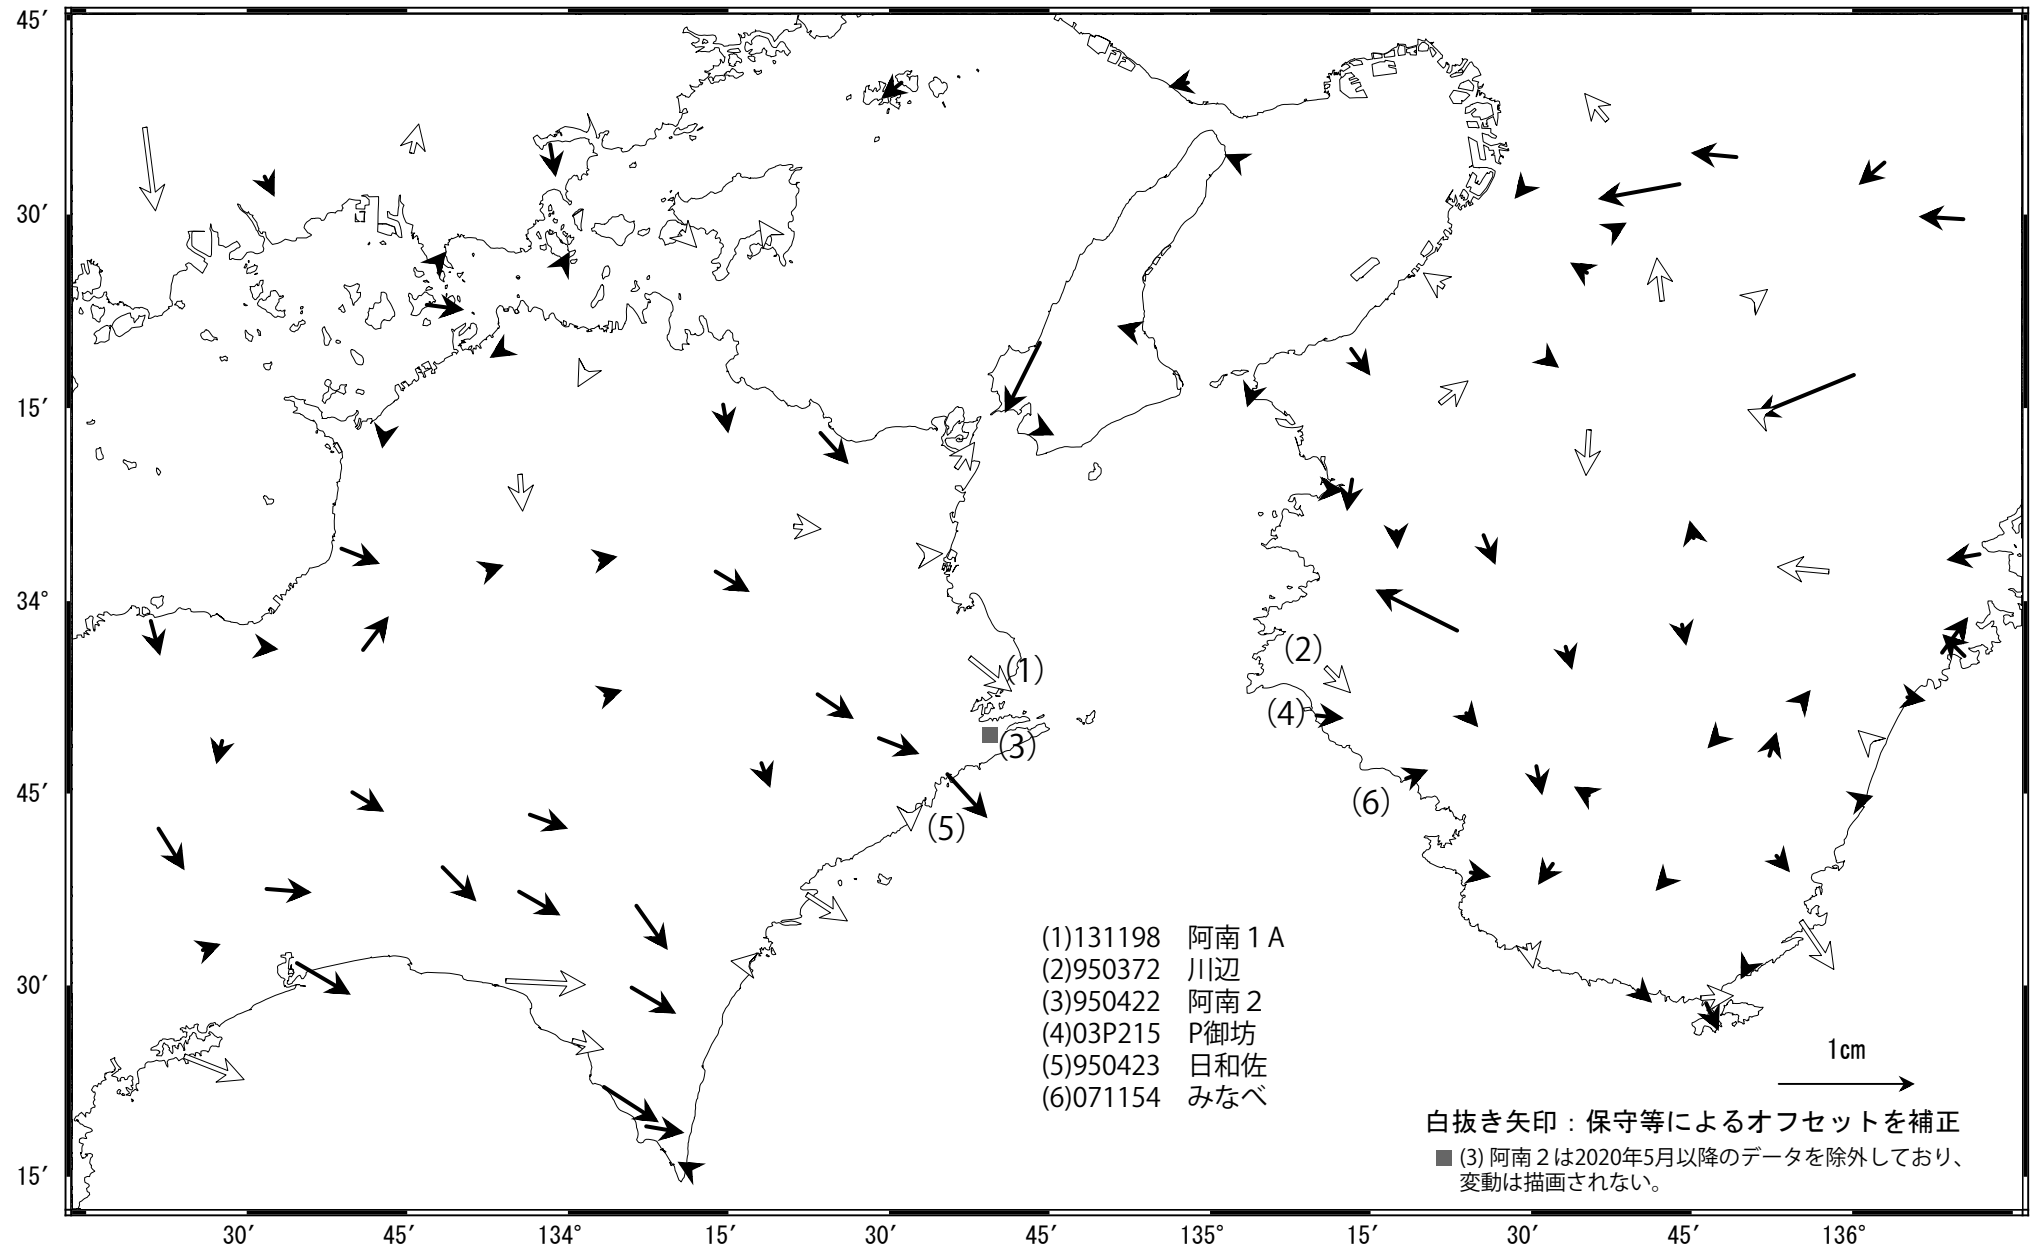 45′
30′
15′
34°
45′
30′
15′
(1)
(2)
(3)
(4)
(5)
(6)
(1)131198 阿南１A
(2)950372 川辺
(3)950422 阿南２
(4)03P215 P御坊
(5)950423 日和佐
(6)071154 みなべ
1cm
白抜き矢印：保守等によるオフセットを補正
(3) 阿南２は2020年5月以降のデータを除外しており、
変動は描画されない。
30′ 45′ 134° 15′ 30′ 45′ 135° 15′ 30′ 45′ 136°